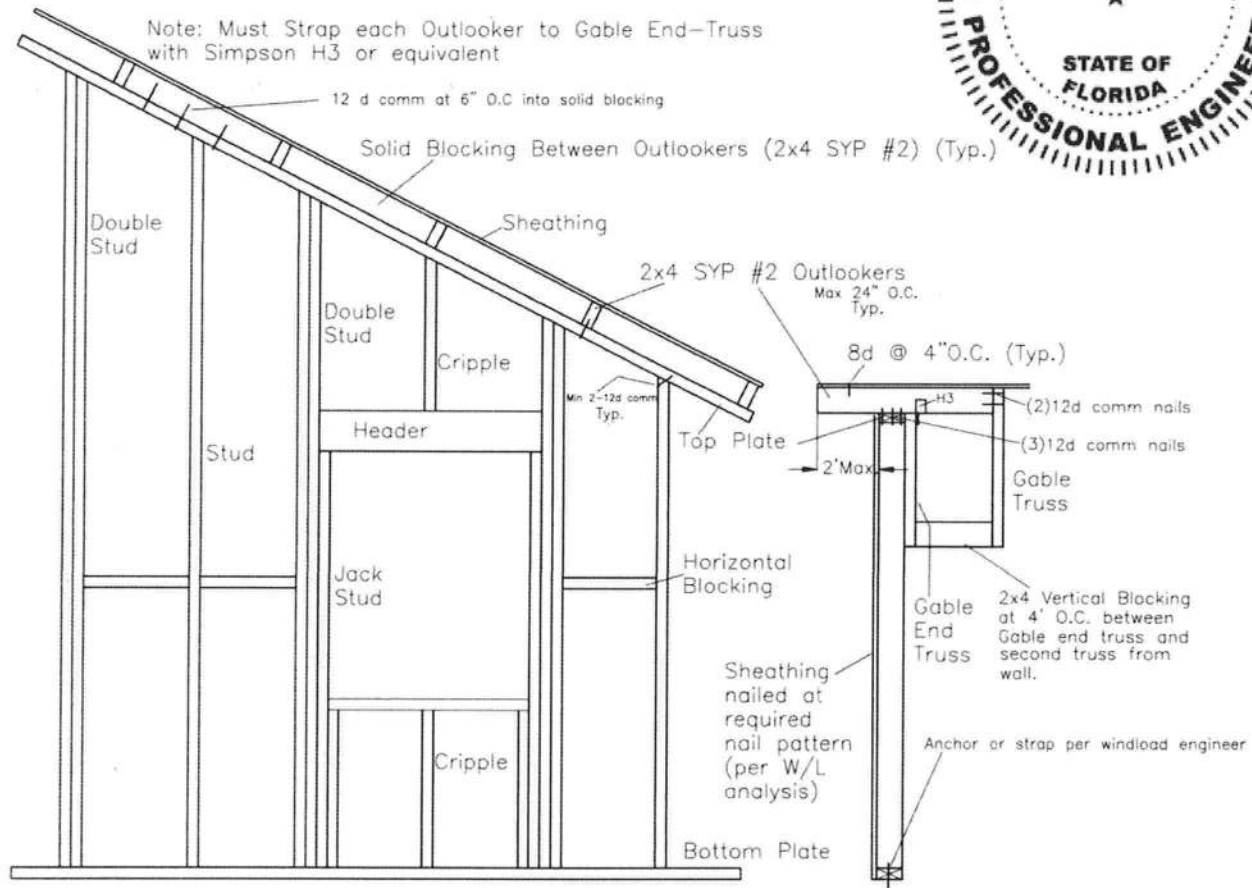 Note: Must Strap each Outlooker to Gable End-Truss
with Simpson H3 or equivalent
12 d comm at 6" O.C into solid blocking
Solid Blocking Between Outlookers (2x4 SYP #2) (Typ.)
STATE OF
FLORIDA
PROFESSIONAL ENGINEER
Double
Stud
Sheathing
2x4 SYP #2 Outlookers
Max 24" O.C.
Typ.
Double
Stud
Cripple
8d @ 4"O.C. (Typ.)
H3
(2)12d comm nails
Min 2-12d comm
Typ.
Header
Top Plate
(3)12d comm nails
Stud
2'Max
Gable
Truss
Jack
Stud
Horizontal
Blocking
Gable
End
Truss
2x4 Vertical Blocking
at 4' O.C. between
Gable end truss and
second truss from
wall.
Sheathing
nailed at
required
nail pattern
(per W/L
analysis)
Anchor or strap per windload engineer
Cripple
Bottom Plate